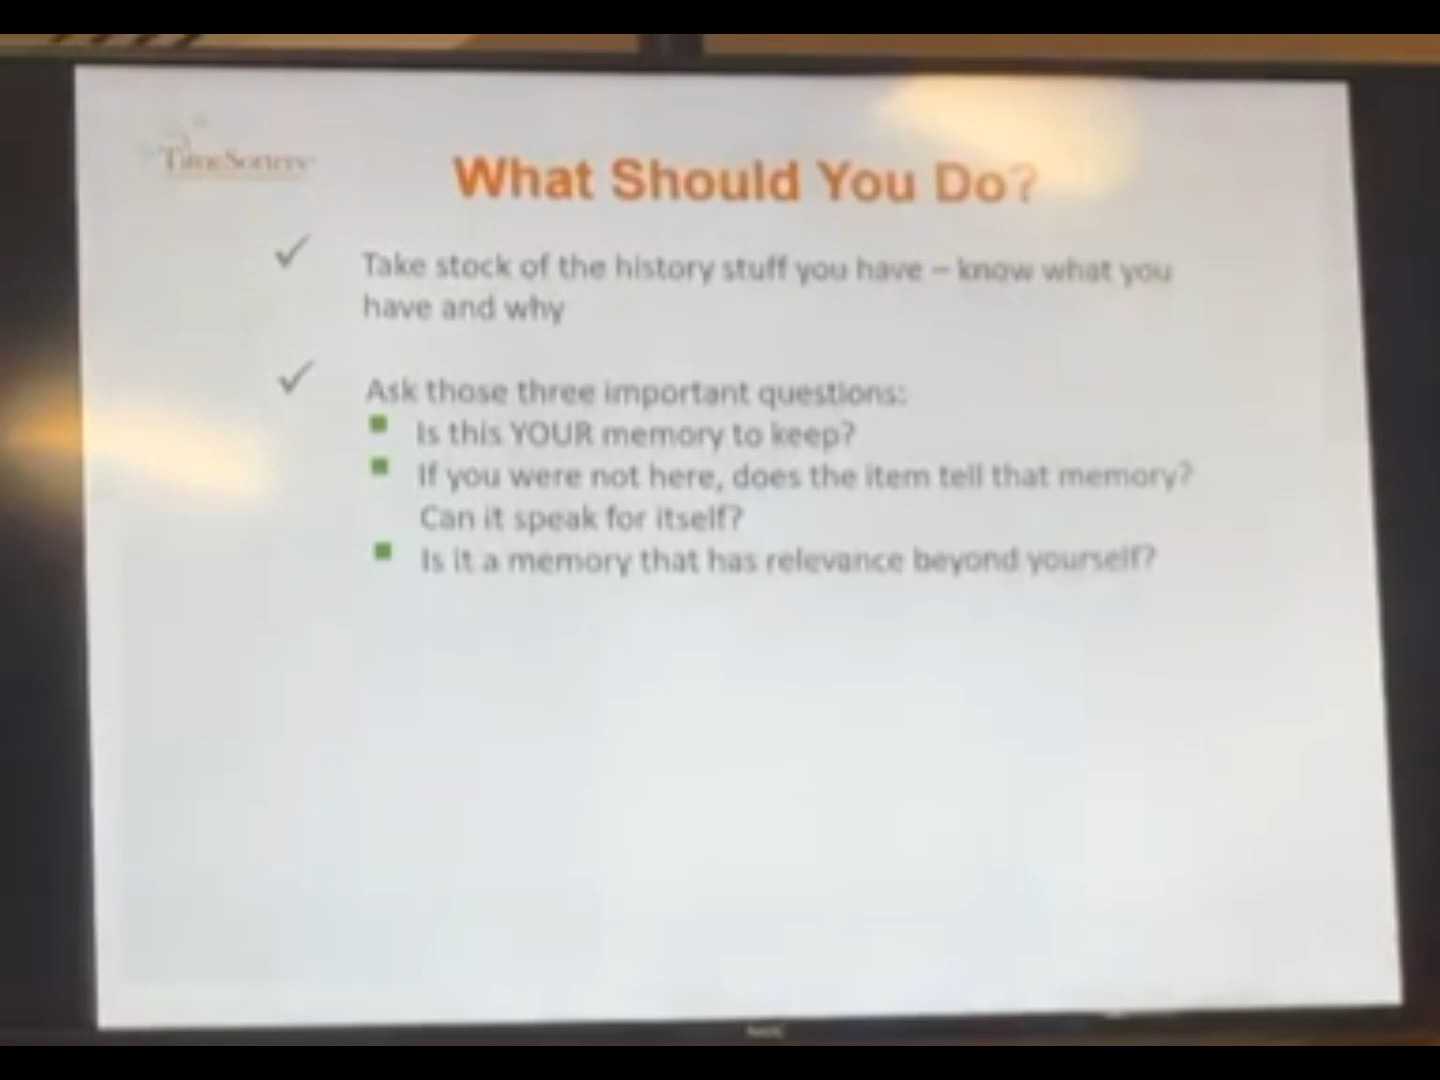 TimeSorters
What Should You Do?
Take stock of the history stuff you have – know what you
have and why
Ask those three important questions:
Is this YOUR memory to keep?
If you were not here, does the item tell that memory?
Can it speak for itself?
Is it a memory that has relevance beyond yourself?